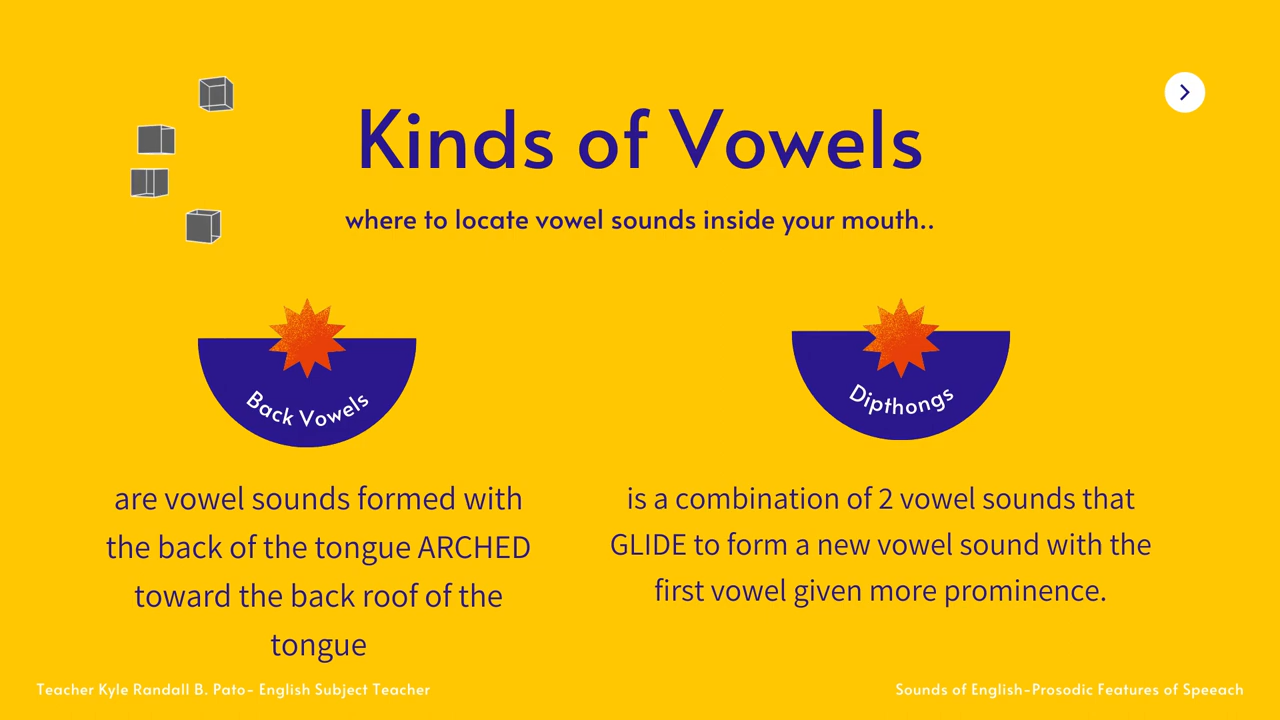 Kinds of Vowels
where to locate vowel sounds inside your mouth..
Back Vowels
are vowel sounds formed with
the back of the tongue ARCHED
toward the back roof of the
tongue
Dipthongs
is a combination of 2 vowel sounds that
GLIDE to form a new vowel sound with the
first vowel given more prominence.
Teacher Kyle Randall B. Pato- English Subject Teacher
Sounds of English-Prosodic Features of Speeach